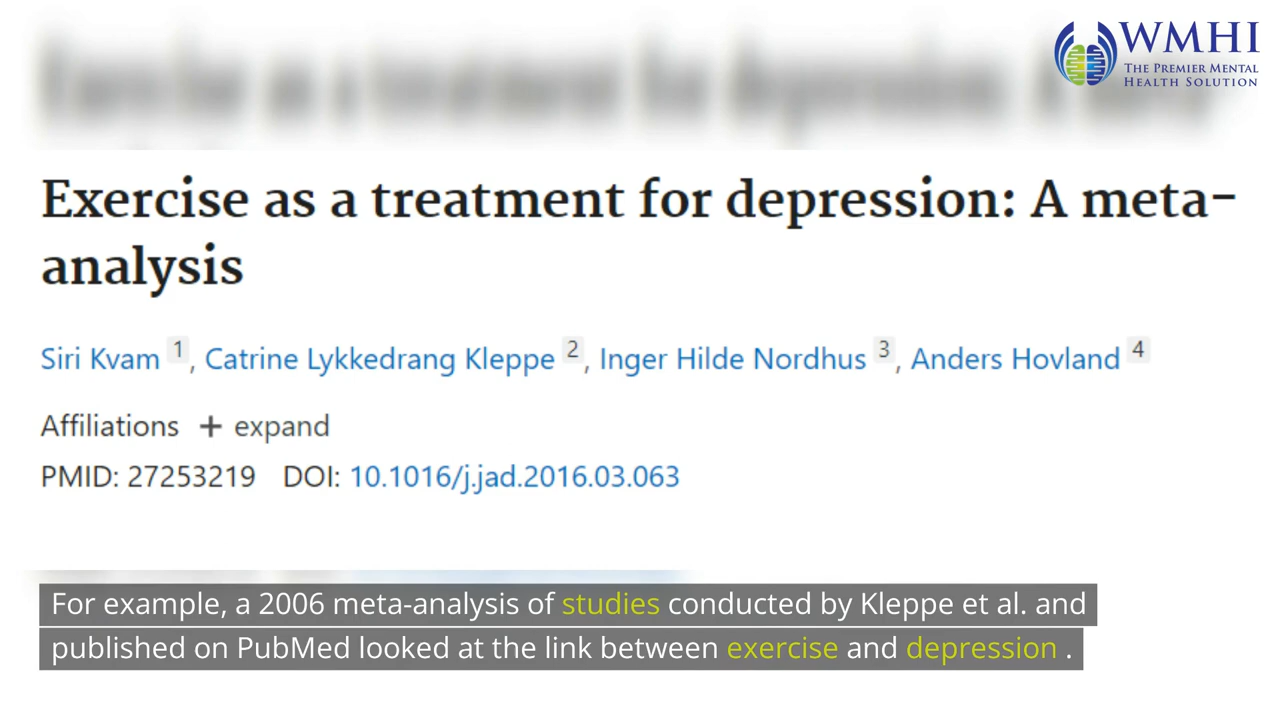 WMHI
THE PREMIER MENTAL
HEALTH SOLUTION
Exercise as a treatment for depression: A meta-
analysis
Siri Kvam 1, Catrine Lykkedrang Kleppe 2, Inger Hilde Nordhus 3, Anders Hovland 4
Affiliations + expand
PMID: 27253219 DOI: 10.1016/j.jad.2016.03.063
For example, a 2006 meta-analysis of studies conducted by Kleppe et al. and
published on PubMed looked at the link between exercise and depression .